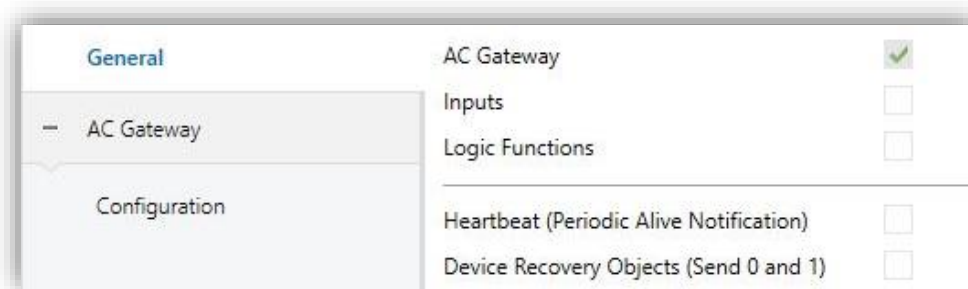 General
AC Gateway
Configuration
AC Gateway
Inputs
Logic Functions
Heartbeat (Periodic Alive Notification)
Device Recovery Objects (Send 0 and 1)